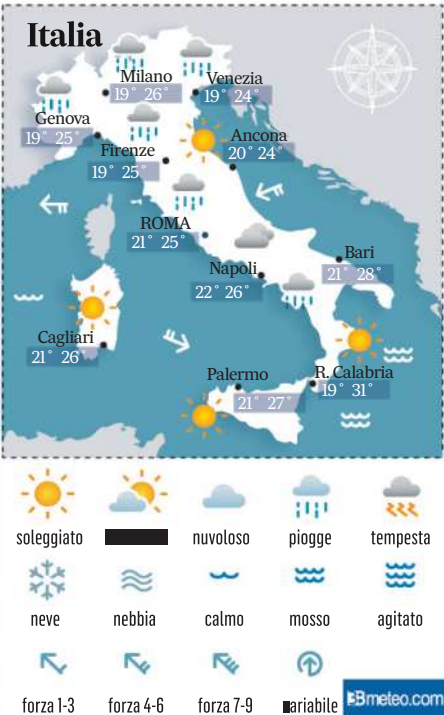 Italia
Milano
19° 26°
Venezia
19° 24°
Genova
19° 25°
Firenze
19° 25°
Ancona
20° 24°
ROMA
21° 25°
Bari
21° 28°
Napoli
22° 26°
Cagliari
21° 26°
Palermo
21° 27°
R. Calabria
19° 31°
soleggiato
nuvoloso
piogge
tempesta
neve
nebbia
calmo
mosso
agitato
forza 1-3
forza 4-6
forza 7-9
ariabile
3Bmeteo.com